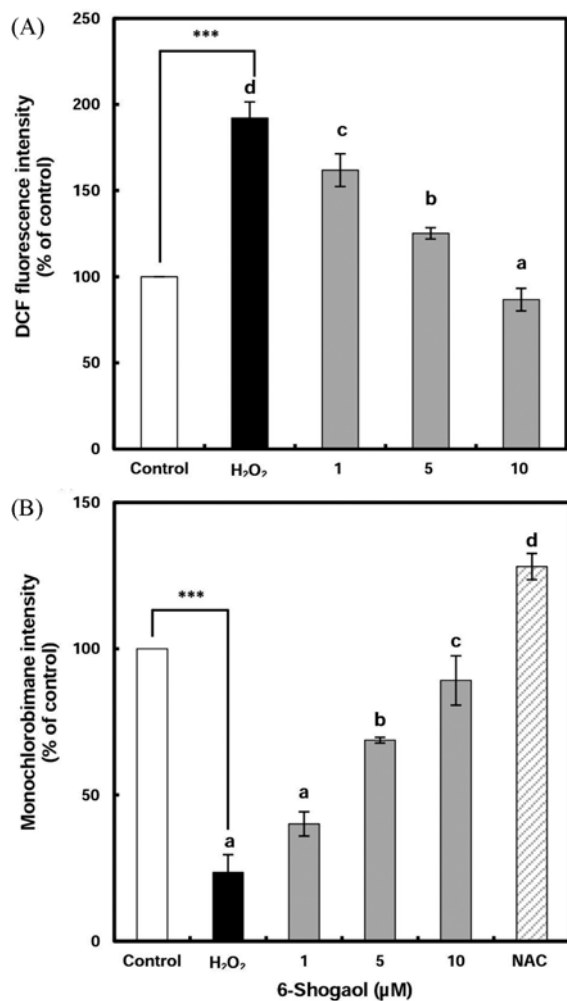 (A)
250
200
150
100
50
0
DCF fluorescence intensity
(% of control)
***
d
c
b
a
Control H₂O₂ 1 5 10
(B)
150
100
50
0
Monochlorobimane intensity
(% of control)
***
a
a
b
c
d
Control H₂O₂ 1 5 10 NAC
6-Shogaol (µM)